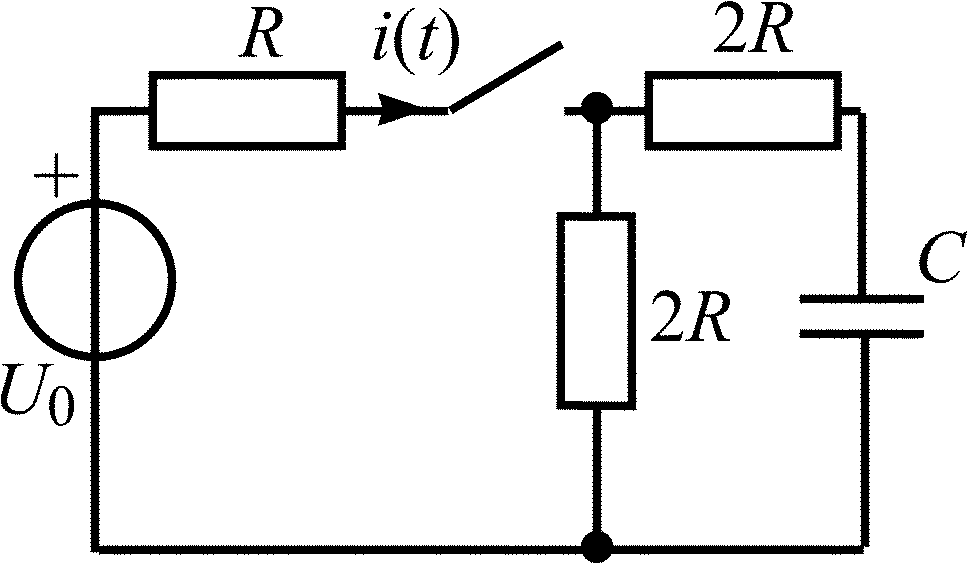 R
i(t)
2R
+
U₀
2R
C